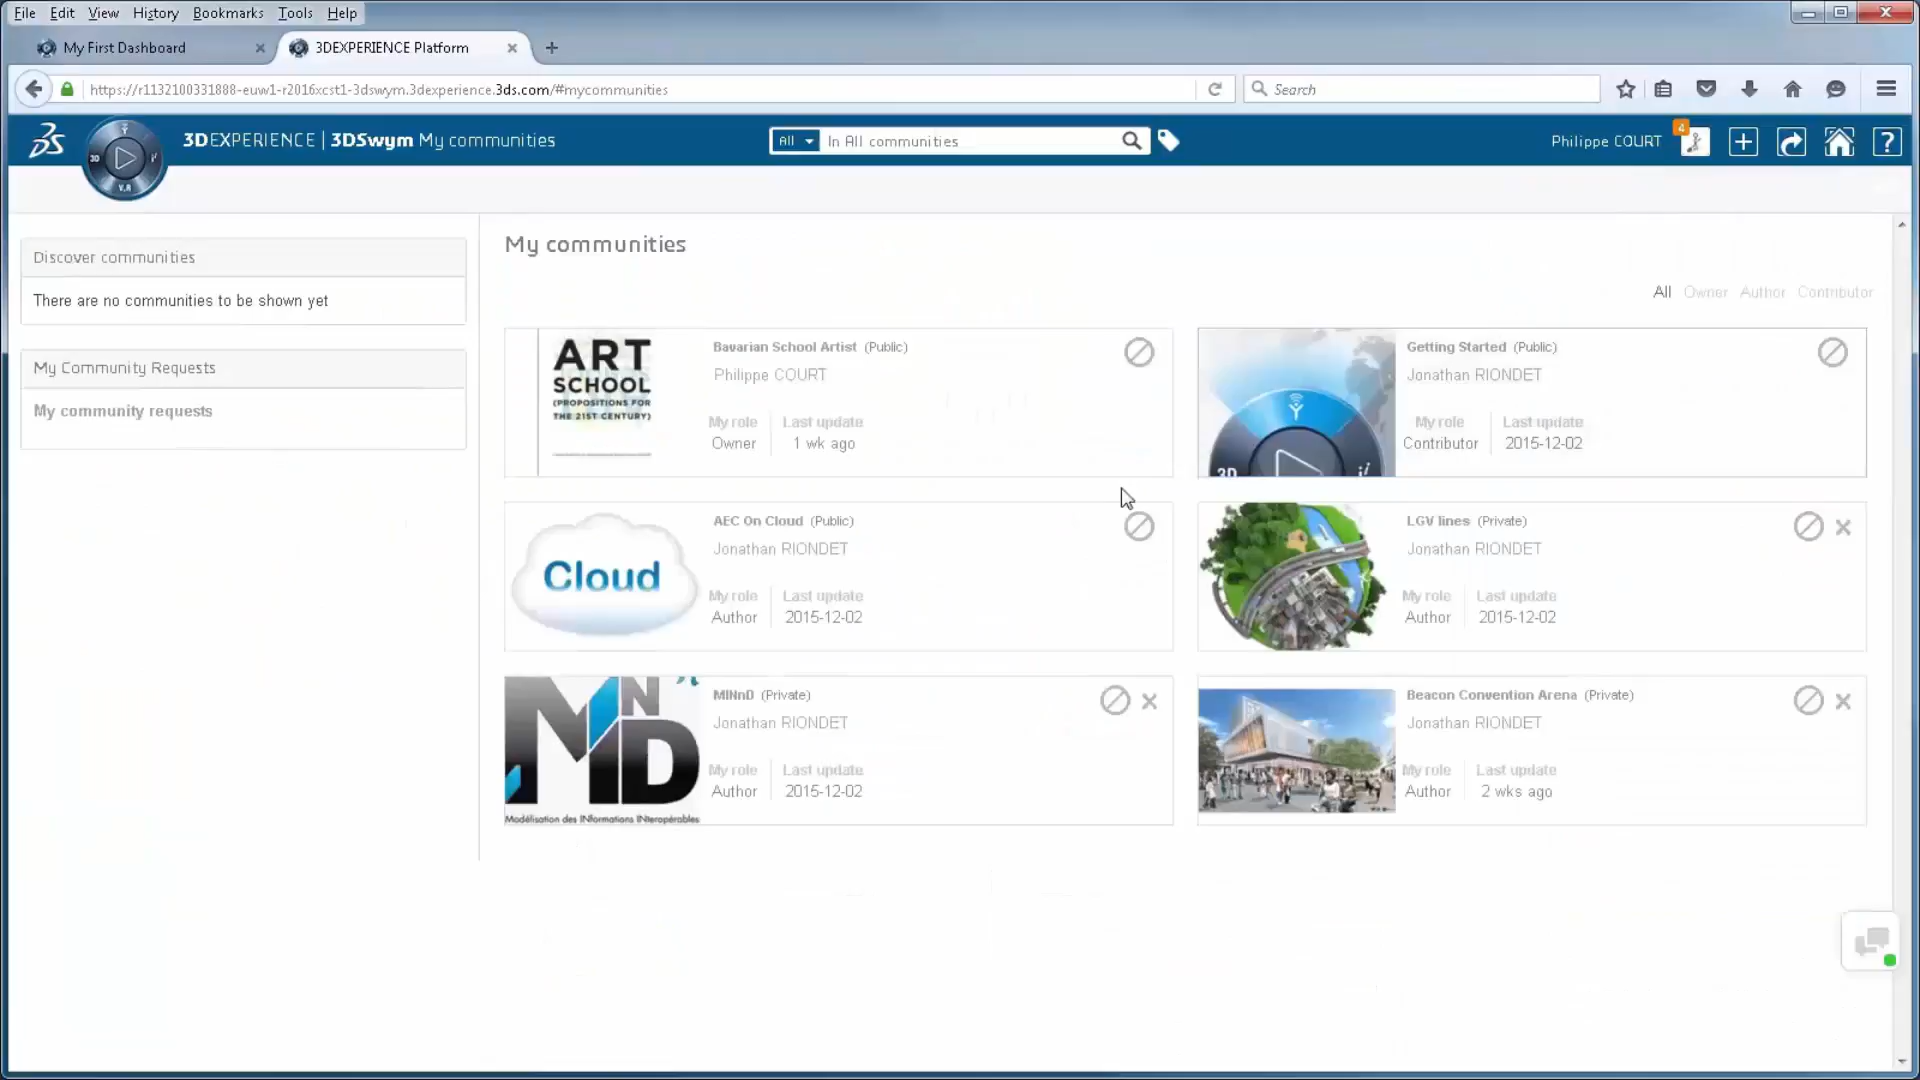 File Edit View History Bookmarks Tools Help
My First Dashboard
3DEXPERIENCE Platform
https://r1132100331888-euw1-r2016xcst1-3dswym.3dexperience.3ds.com/#mycommunities
Search
3DEXPERIENCE | 3DSwym My communities
All
In All communities
Philippe COURT
4
3D
V.R
Discover communities
There are no communities to be shown yet
My Community Requests
My community requests
My communities
All Owner Author Contributor
ART SCHOOL
(PROPOSITIONS FOR
THE 21ST CENTURY)
Bavarian School Artist (Public)
Philippe COURT
My role Last update
Owner 1 wk ago
3D
Getting Started (Public)
Jonathan RIONDET
My role Last update
Contributor 2015-12-02
Cloud
AEC On Cloud (Public)
Jonathan RIONDET
My role Last update
Author 2015-12-02
LGV lines (Private)
Jonathan RIONDET
My role Last update
Author 2015-12-02
MINnD
Modélisation des INformations INteropérables
MINnD (Private)
Jonathan RIONDET
My role Last update
Author 2015-12-02
Beacon Convention Arena (Private)
Jonathan RIONDET
My role Last update
Author 2 wks ago